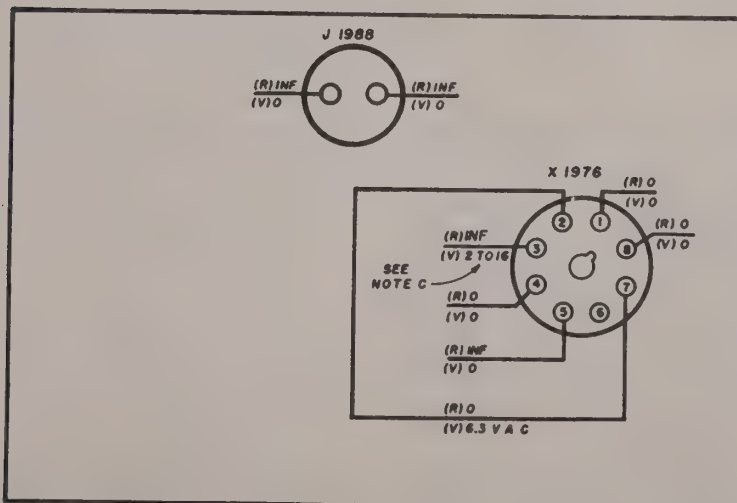 J 1988
(R) INF
(V) 0
(R) INF
(V) 0
X 1976
(R) 0
(V) 0
2
1
(R) 0
(V) 0
(R) INF
(V) 2 TO 16
3
8
SEE
NOTE C
4
7
(R) 0
(V) 0
5
6
(R) INF
(V) 0
(R) 0
(V) 6.3 V A C